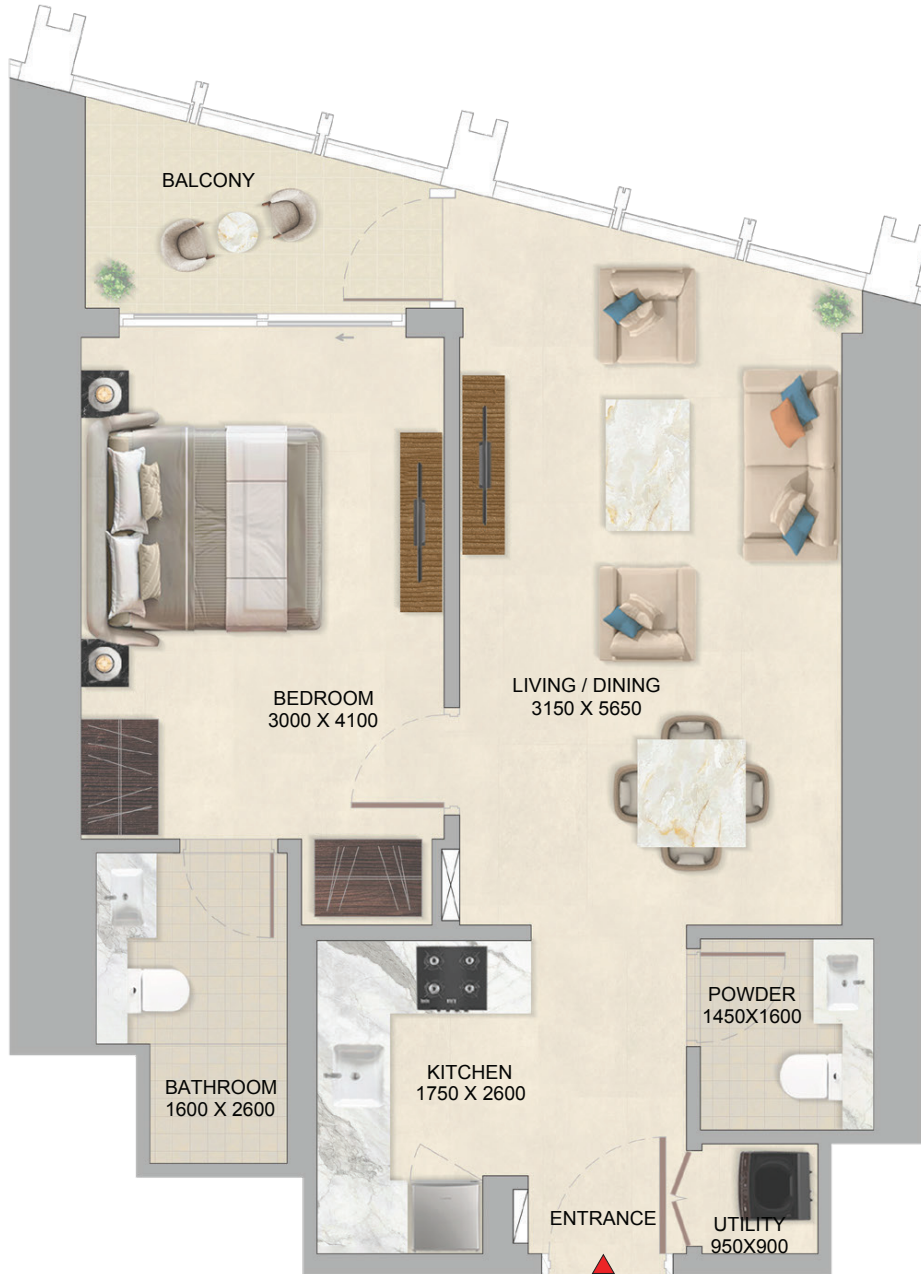 BALCONY
BEDROOM
3000 X 4100
LIVING / DINING
3150 X 5650
POWDER
1450X1600
KITCHEN
1750 X 2600
BATHROOM
1600 X 2600
ENTRANCE
UTILITY
950X900